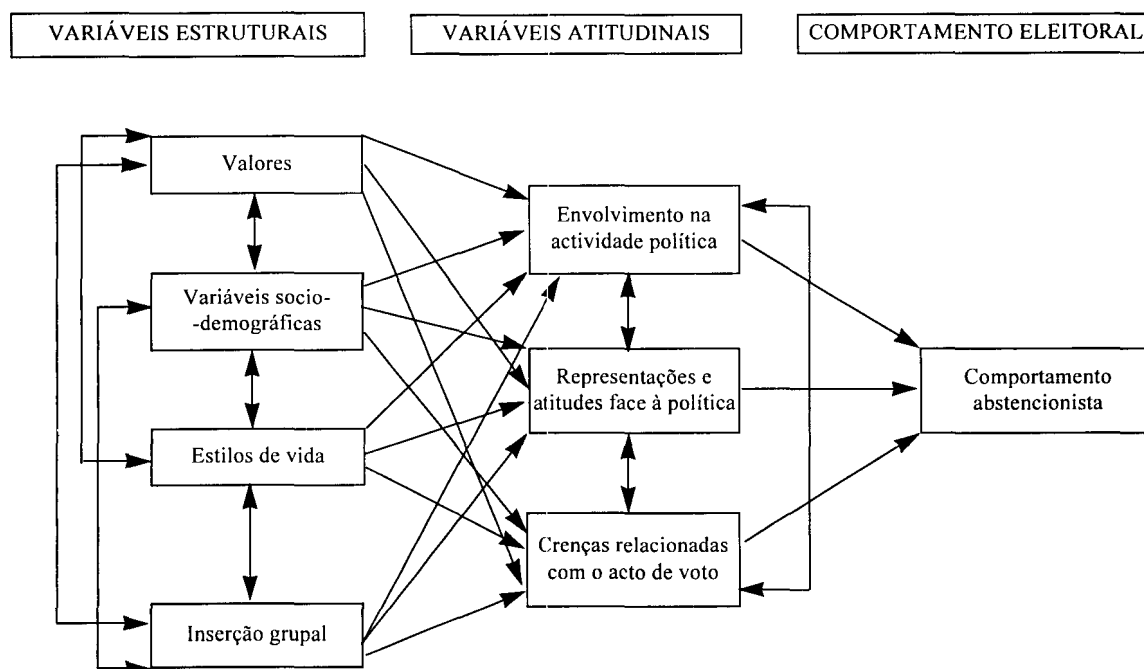 VARIÁVEIS ESTRUTURAIS
VARIÁVEIS ATITUDINAIS
COMPORTAMENTO ELEITORAL
Valores
Variáveis socio-
-demográficas
Estilos de vida
Inserção grupal
Envolvimento na
actividade política
Representações e
atitudes face à política
Crenças relacionadas
com o acto de voto
Comportamento
abstencionista